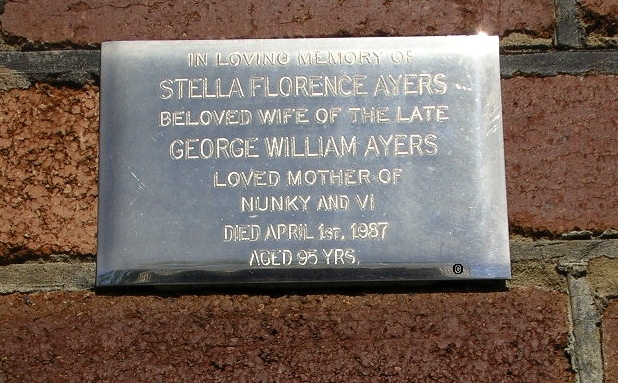 IN LOVING MEMORY OF
STELLA FLORENCE AYERS
BELOVED WIFE OF THE LATE
GEORGE WILLIAM AYERS
LOVED MOTHER OF
NUNKY AND VI
DIED APRIL 1ST. 1987
AGED 95 YRS.
©